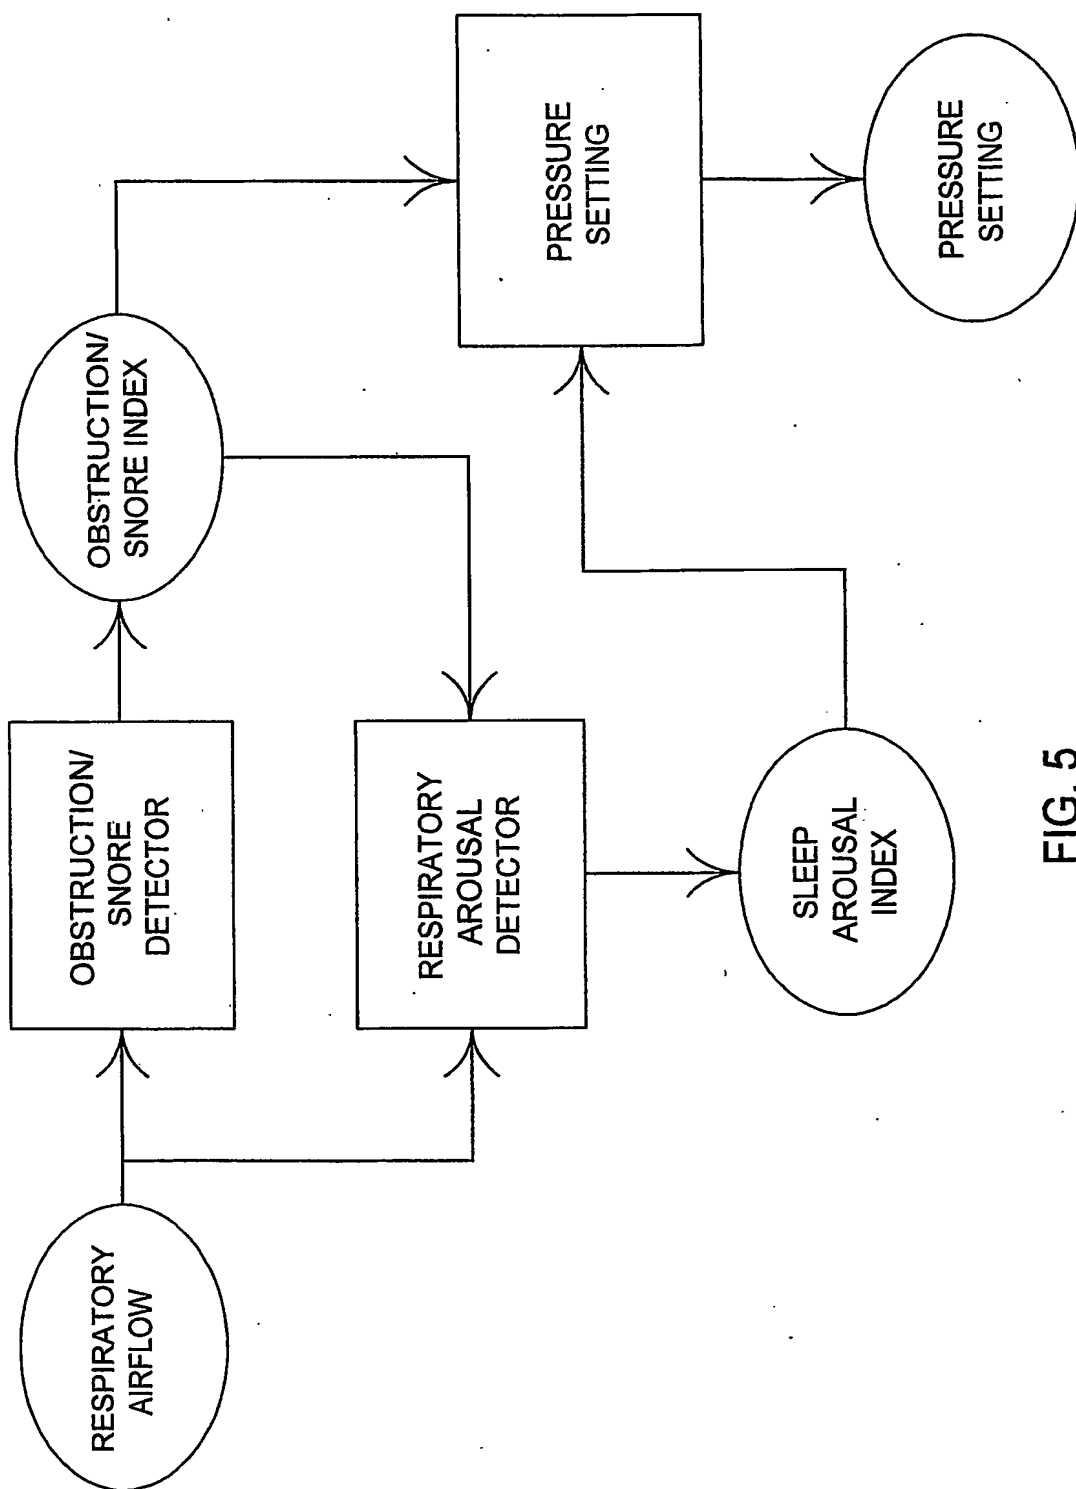 RESPIRATORY
AIRFLOW
OBSTRUCTION/
SNORE
DETECTOR
OBSTRUCTION/
SNORE INDEX
RESPIRATORY
AROUSAL
DETECTOR
SLEEP
AROUSAL
INDEX
PRESSURE
SETTING
PRESSURE
SETTING
FIG. 5